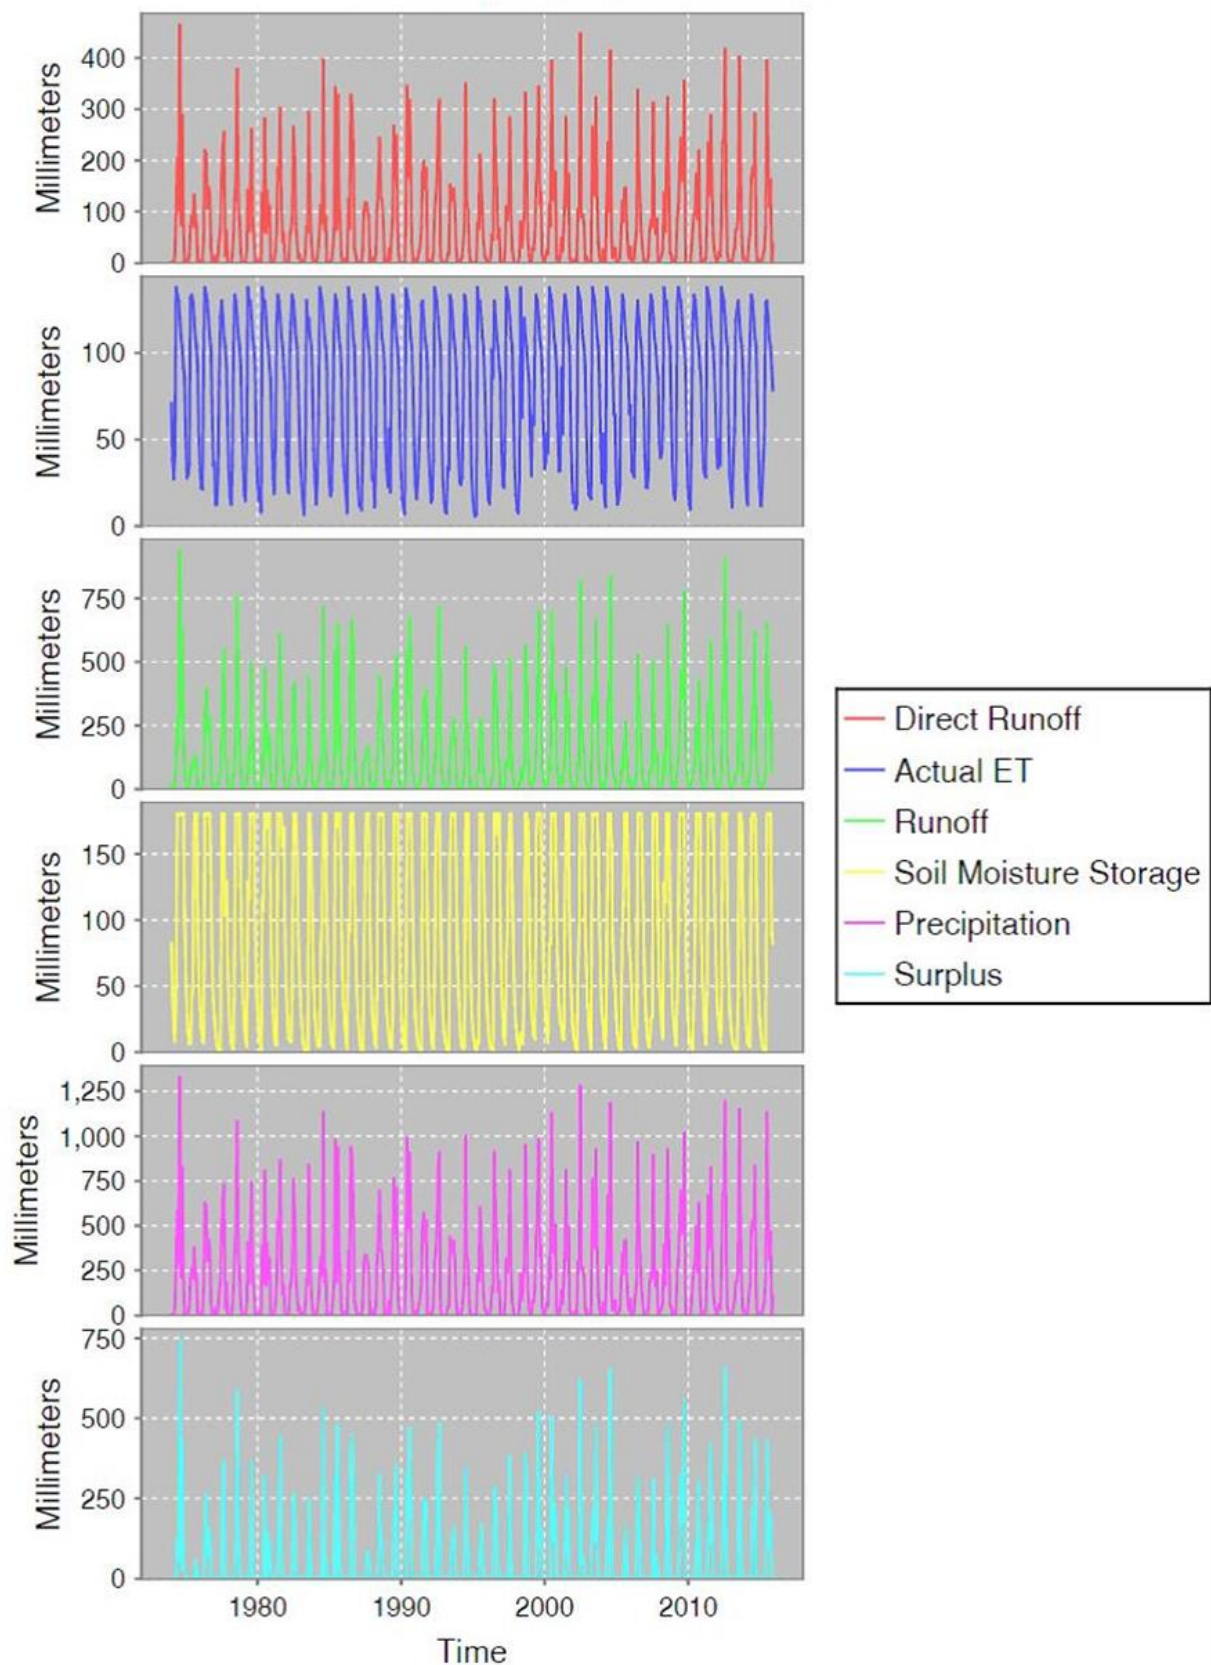 400
300
200
100
0
Millimeters
100
50
0
Millimeters
750
500
250
0
Millimeters
150
100
50
0
Millimeters
1,250
1,000
750
500
250
0
Millimeters
750
500
250
0
Millimeters
1980 1990 2000 2010
Time
Direct Runoff
Actual ET
Runoff
Soil Moisture Storage
Precipitation
Surplus